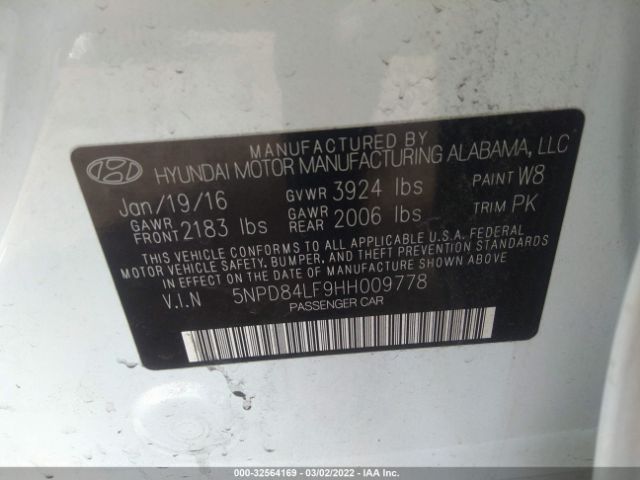 MANUFACTURED BY
HYUNDAI MOTOR MANUFACTURING ALABAMA, LLC
Jan/19/16 GVWR 3924 lbs PAINT W8
GAWR FRONT 2183 lbs GAWR REAR 2006 lbs TRIM PK
THIS VEHICLE CONFORMS TO ALL APPLICABLE U.S.A. FEDERAL
MOTOR VEHICLE SAFETY, BUMPER, AND THEFT PREVENTION STANDARDS
IN EFFECT ON THE DATE OF MANUFACTURE SHOWN ABOVE.
V.I.N 5NPD84LF9HH009778
PASSENGER CAR
000-32564169 - 03/02/2022 - IAA Inc.